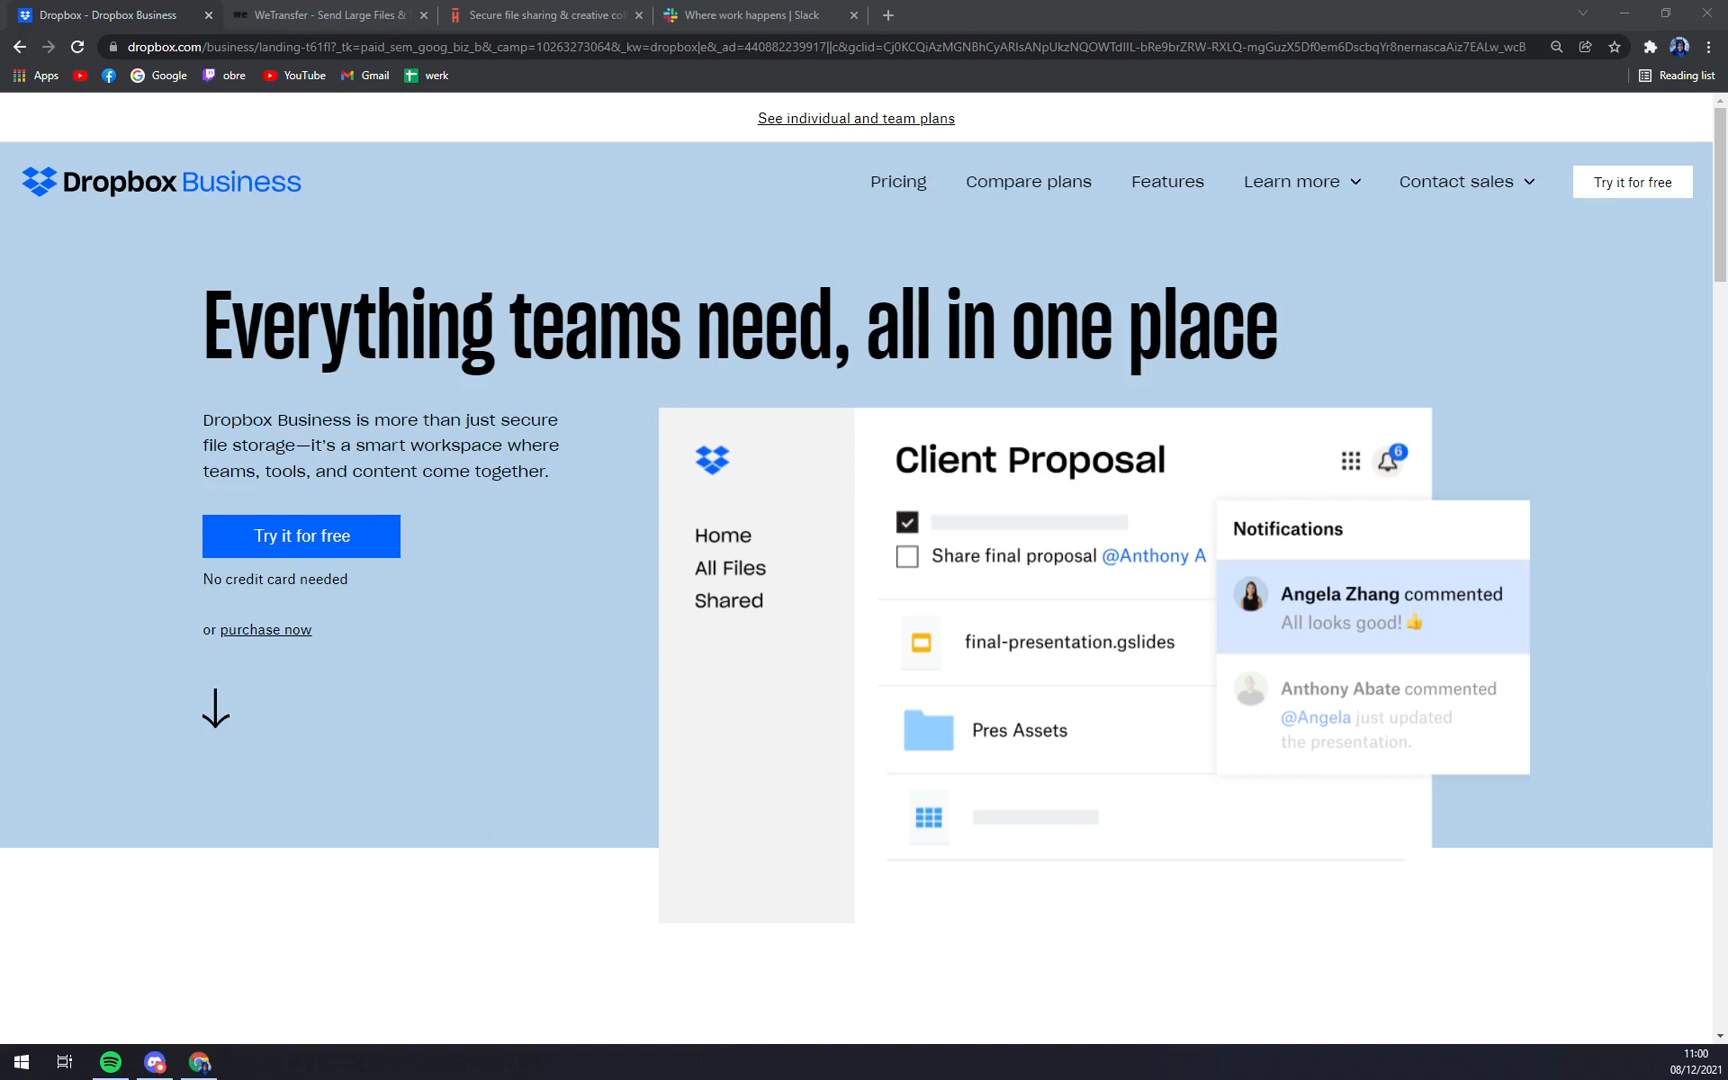 Dropbox - Dropbox Business
WeTransfer - Send Large Files &
Secure file sharing & creative col
Where work happens | Slack
dropbox.com/business/landing-t61fl?_tk=paid_sem_goog_biz_b&_camp=10263273064&_kw=dropbox|e&_ad=440882239917||c&gclid=Cj0KCQiAzMGNBhCyARIsANpUkzNQOWTdIIL-bRe9brZRW-RXLQ-mgGuzX5Df0em6DscbqYr8nernascaAiz7EALw_wcB
Apps
Google
obre
YouTube
Gmail
werk
Reading list
See individual and team plans
Dropbox Business
Pricing
Compare plans
Features
Learn more
Contact sales
Try it for free
Everything teams need, all in one place
Dropbox Business is more than just secure
file storage—it's a smart workspace where
teams, tools, and content come together.
Try it for free
No credit card needed
or purchase now
Home
All Files
Shared
Client Proposal
6
Share final proposal @Anthony A
final-presentation.gslides
Pres Assets
Notifications
Angela Zhang commented
All looks good! 👍
Anthony Abate commented
@Angela just updated
the presentation.
11:00
08/12/2021